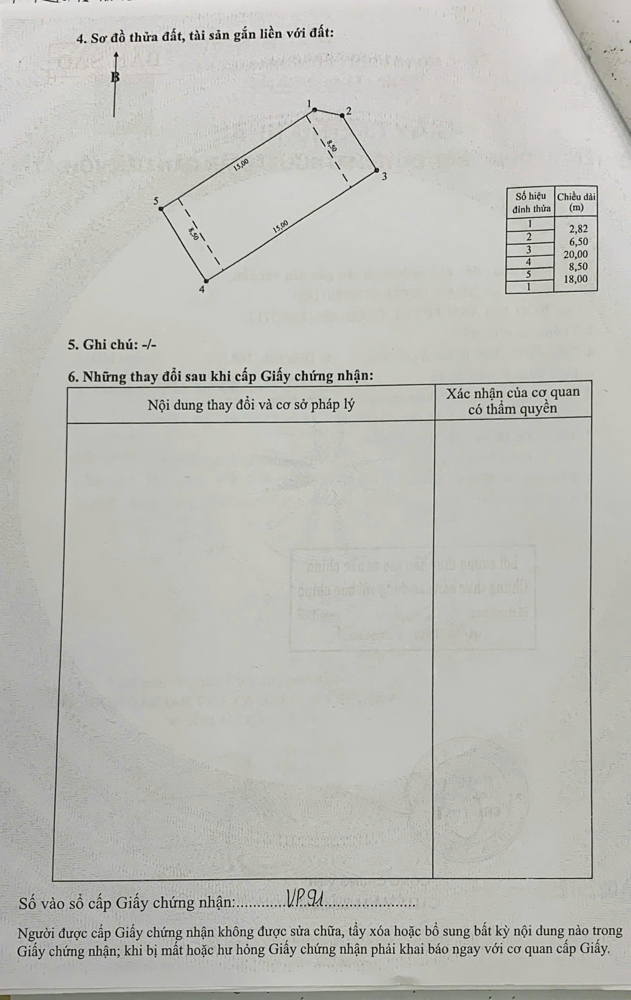 4. Sơ đồ thửa đất, tài sản gắn liền với đất:
B
1
2
8,50
15,00
3
5
15,00
8,50
4
Số hiệu đỉnh thửa
Chiều dài (m)
1
2,82
2
6,50
3
20,00
4
8,50
5
18,00
1
5. Ghi chú: -/-
6. Những thay đổi sau khi cấp Giấy chứng nhận:
Nội dung thay đổi và cơ sở pháp lý
Xác nhận của cơ quan
có thẩm quyền
Số vào sổ cấp Giấy chứng nhận:............VP.91..........................
Người được cấp Giấy chứng nhận không được sửa chữa, tẩy xóa hoặc bổ sung bất kỳ nội dung nào trong
Giấy chứng nhận; khi bị mất hoặc hư hỏng Giấy chứng nhận phải khai báo ngay với cơ quan cấp Giấy.